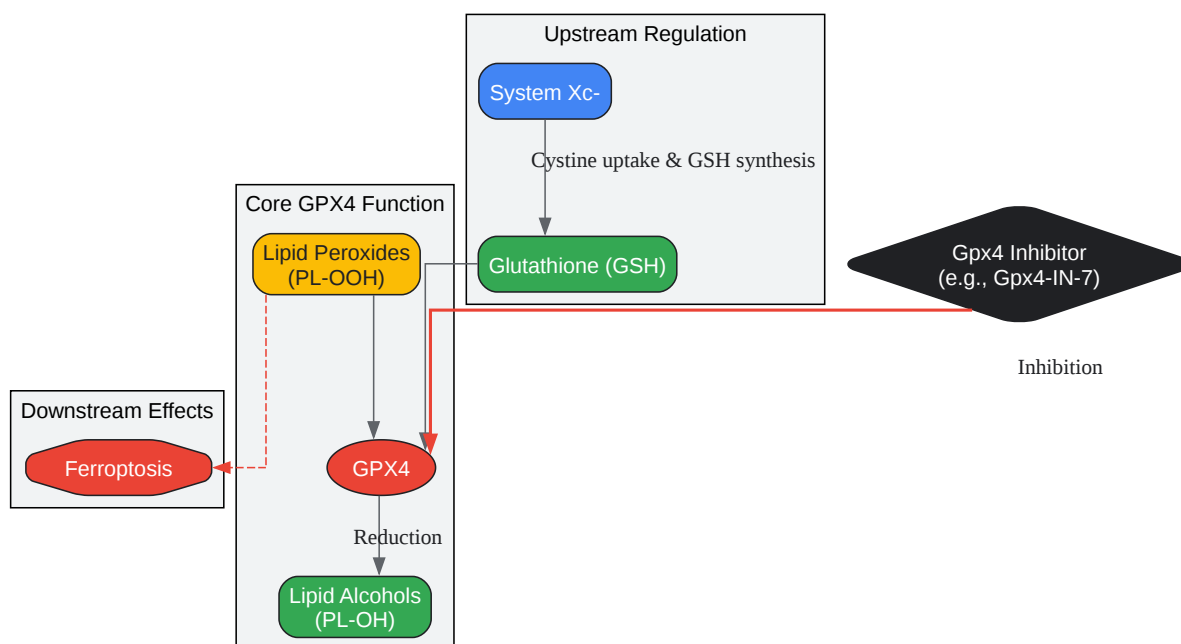 Upstream Regulation
System Xc-
Cystine uptake & GSH synthesis
Glutathione (GSH)
Core GPX4 Function
Lipid Peroxides
(PL-OOH)
GPX4
Reduction
Lipid Alcohols
(PL-OH)
Gpx4 Inhibitor
(e.g., Gpx4-IN-7)
Inhibition
Downstream Effects
Ferroptosis